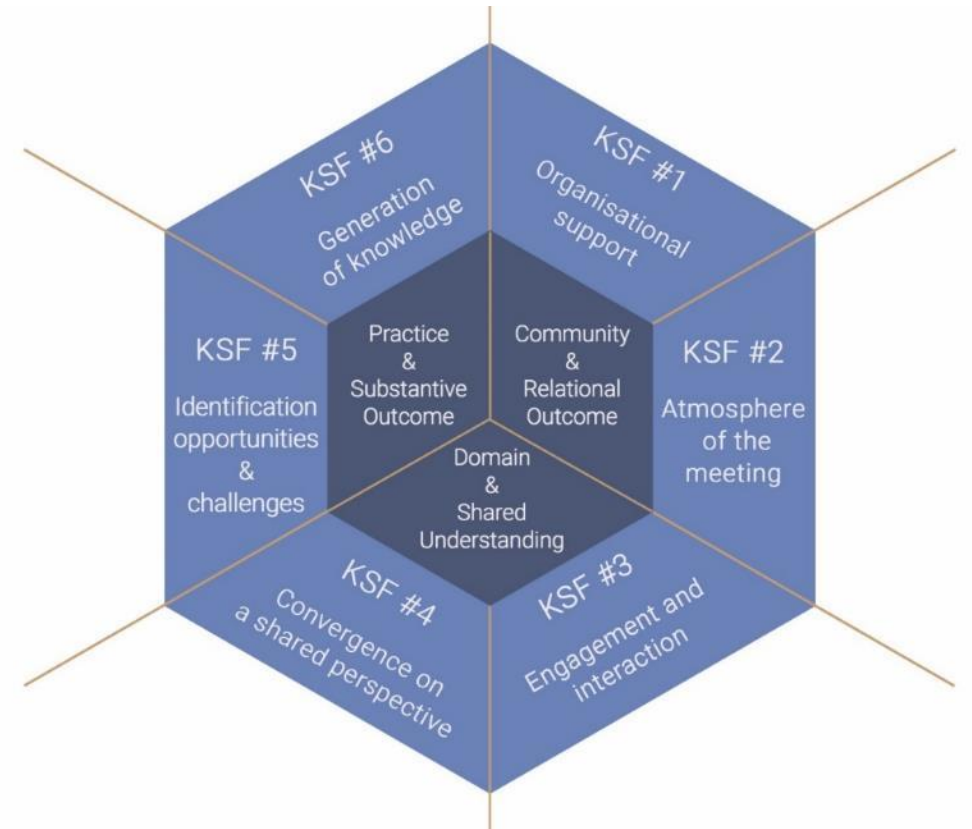 KSF #1
Organisational
support
KSF #2
Atmosphere
of the
meeting
KSF #3
Engagement and
interaction
KSF #4
Convergence on
a shared perspective
KSF #5
Identification
opportunities
&
challenges
KSF #6
Generation
of knowledge
Practice
&
Substantive
Outcome
Community
&
Relational
Outcome
Domain
&
Shared
Understanding